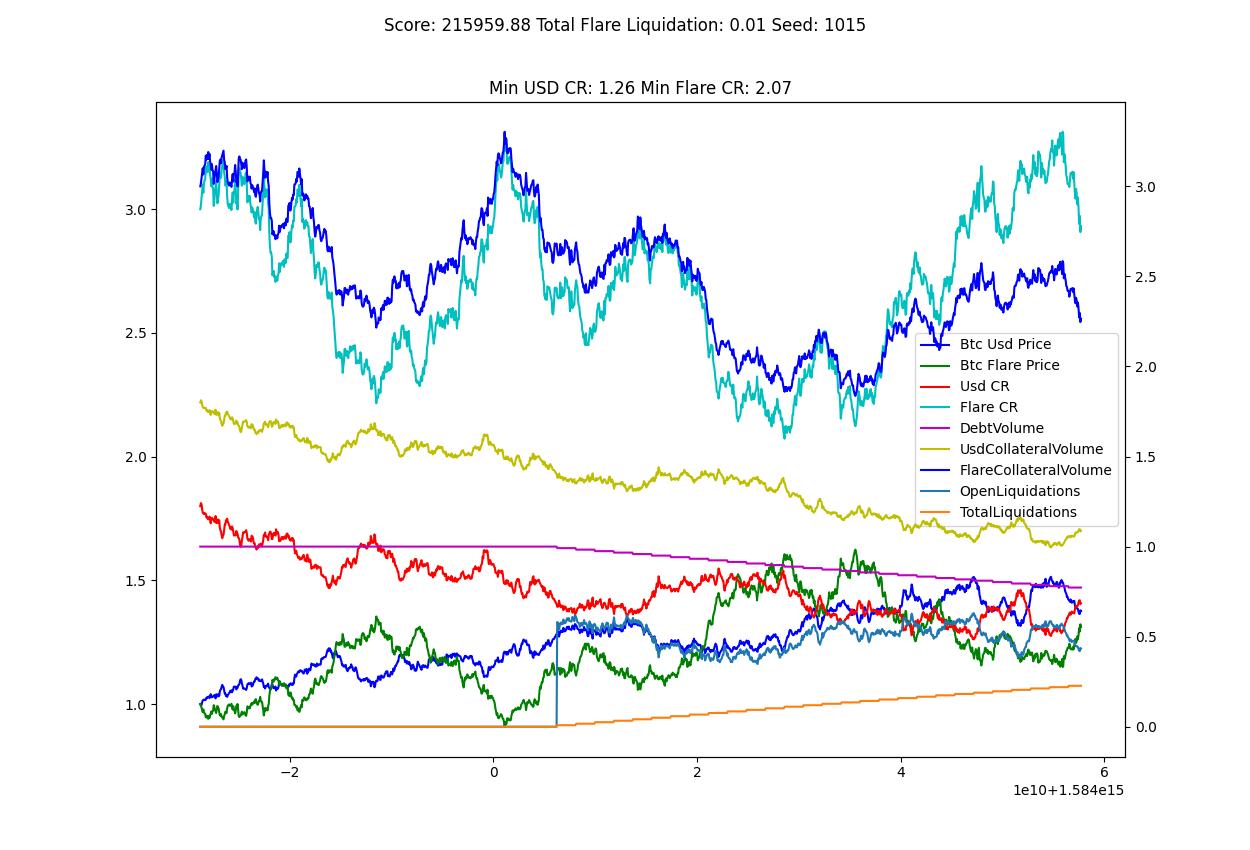 Score: 215959.88 Total Flare Liquidation: 0.01 Seed: 1015
Min USD CR: 1.26 Min Flare CR: 2.07
3.0
2.5
2.0
1.5
1.0
3.0
2.5
2.0
1.5
1.0
0.5
0.0
Btc Usd Price
Btc Flare Price
Usd CR
Flare CR
DebtVolume
UsdCollateralVolume
FlareCollateralVolume
OpenLiquidations
TotalLiquidations
−2 0 2 4 6
1e10+1.584e15